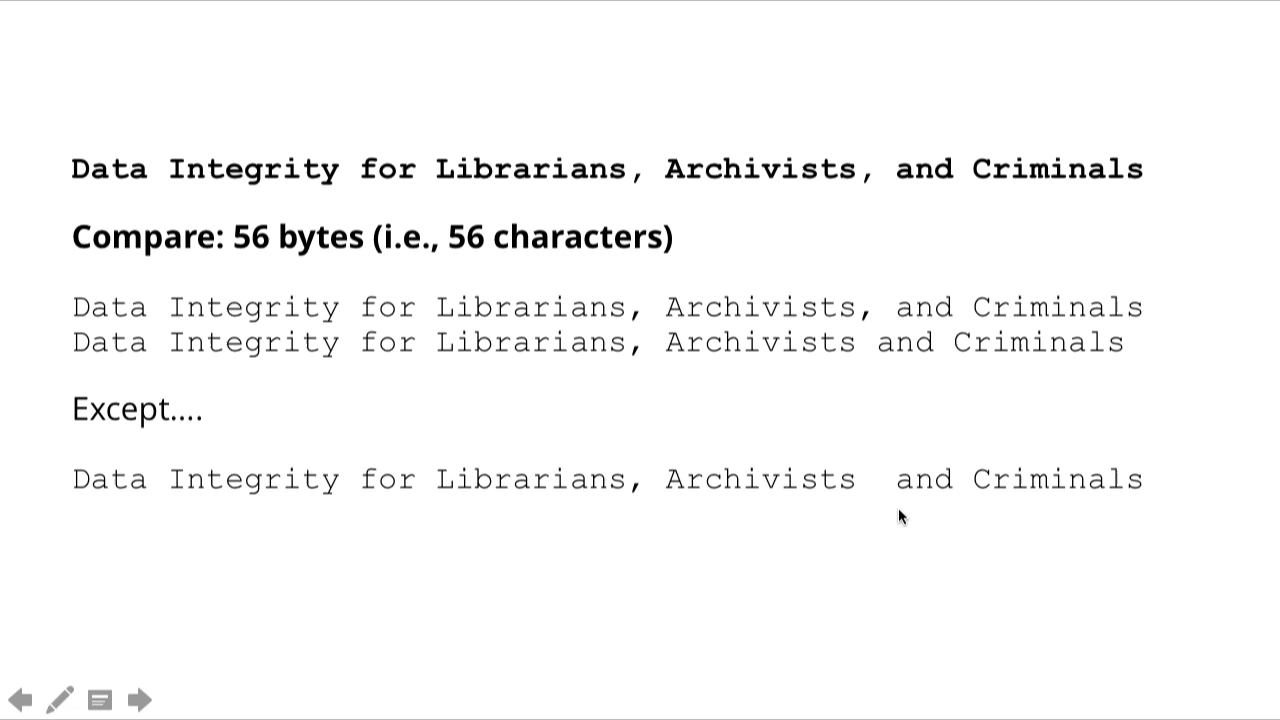 Data Integrity for Librarians, Archivists, and Criminals
Compare: 56 bytes (i.e., 56 characters)
Data Integrity for Librarians, Archivists, and Criminals
Data Integrity for Librarians, Archivists and Criminals
Except....
Data Integrity for Librarians, Archivists  and Criminals